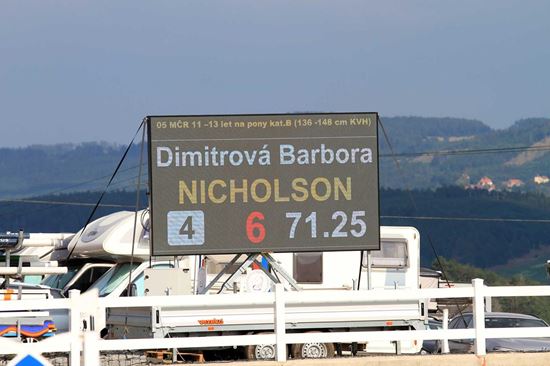 05 MČR 11 -13 let na pony kat.B (136 -148 cm KVH)
Dimitrová Barbora
NICHOLSON
4 6 71.25